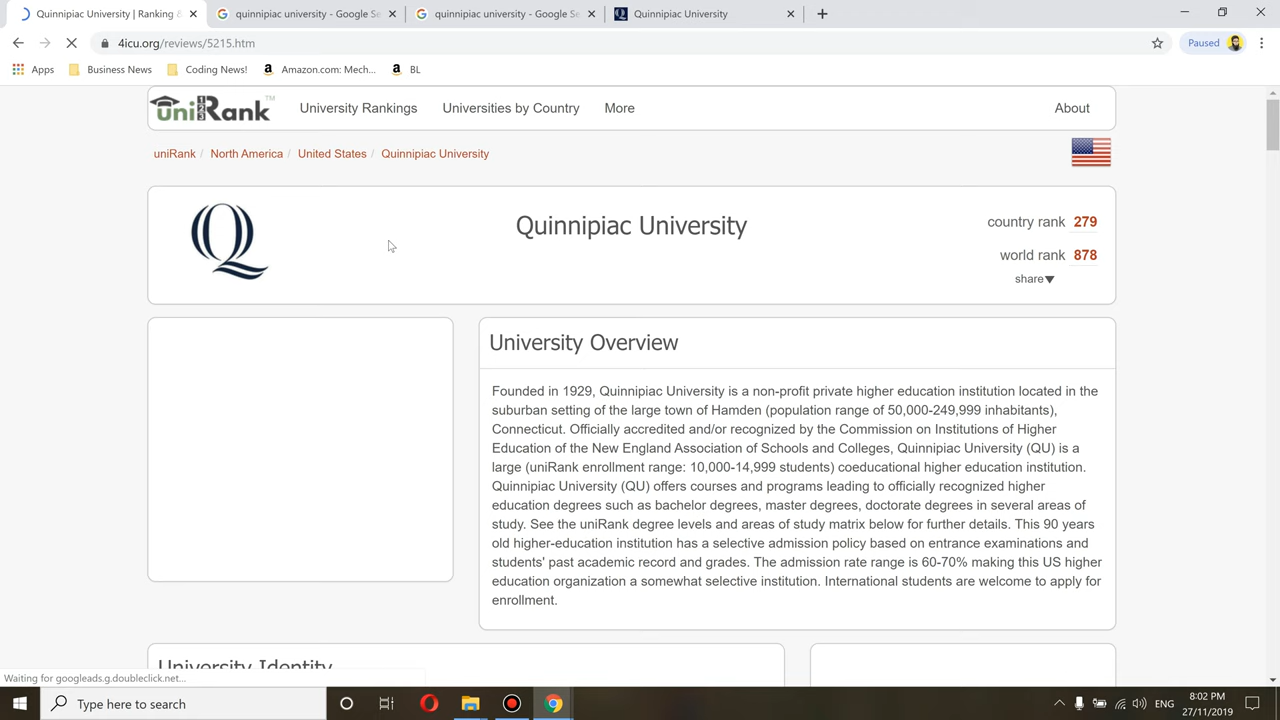 Quinnipiac University | Ranking &
quinnipiac university - Google Se
quinnipiac university - Google Se
Quinnipiac University
4icu.org/reviews/5215.htm
Paused
Apps
Business News
Coding News!
Amazon.com: Mech...
BL
uniRank™
University Rankings
Universities by Country
More
About
uniRank / North America / United States / Quinnipiac University
Q
Quinnipiac University
country rank 279
world rank 878
share▼
University Overview
Founded in 1929, Quinnipiac University is a non-profit private higher education institution located in the
suburban setting of the large town of Hamden (population range of 50,000-249,999 inhabitants),
Connecticut. Officially accredited and/or recognized by the Commission on Institutions of Higher
Education of the New England Association of Schools and Colleges, Quinnipiac University (QU) is a
large (uniRank enrollment range: 10,000-14,999 students) coeducational higher education institution.
Quinnipiac University (QU) offers courses and programs leading to officially recognized higher
education degrees such as bachelor degrees, master degrees, doctorate degrees in several areas of
study. See the uniRank degree levels and areas of study matrix below for further details. This 90 years
old higher-education institution has a selective admission policy based on entrance examinations and
students' past academic record and grades. The admission rate range is 60-70% making this US higher
education organization a somewhat selective institution. International students are welcome to apply for
enrollment.
University Identity
Waiting for googleads.g.doubleclick.net...
Type here to search
ENG
8:02 PM
27/11/2019